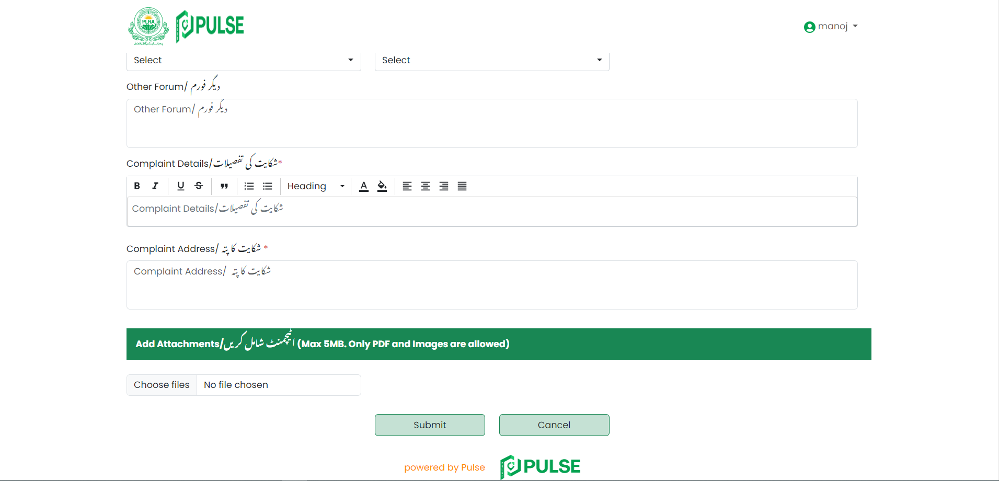 PLRA
PULSE
manoj
Select
Select
Other Forum/ دیگر فورم
Other Forum/ دیگر فورم
Complaint Details/شکایت کی تفصیلات*
B I U S Heading A
Complaint Details/شکایت کی تفصیلات
Complaint Address/ شکایت کا پتہ *
Complaint Address/ شکایت کا پتہ
Add Attachments/اٹیچمنٹ شامل کریں (Max 5MB. Only PDF and Images are allowed)
Choose files No file chosen
Submit
Cancel
powered by Pulse
PULSE